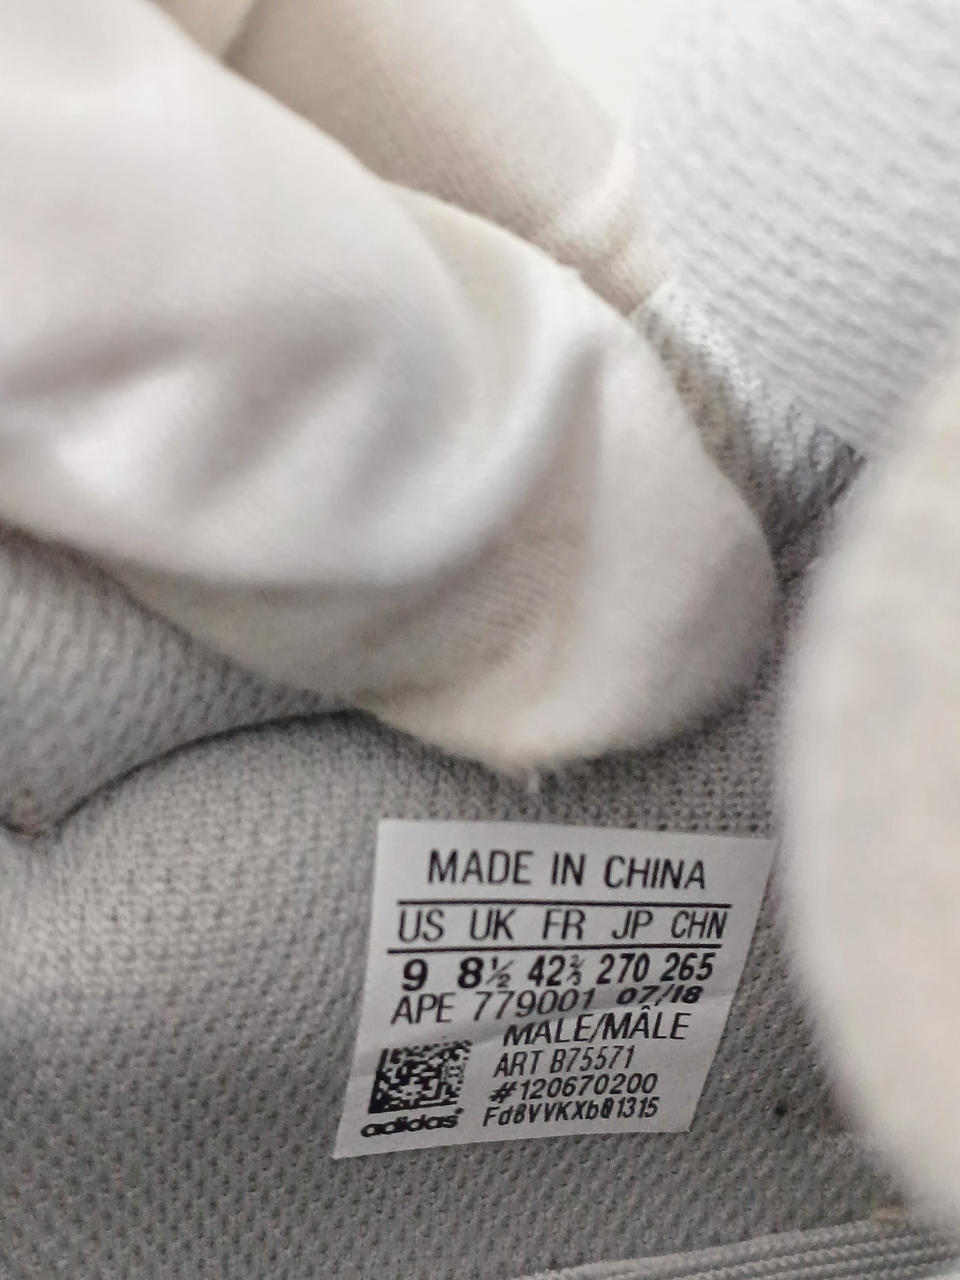 MADE IN CHINA
US UK FR JP CHN
9 8½ 42⅔ 270 265
APE 779001 07/18
MALE/MÂLE
ART B75571
#120670200
Fd8VVKXb01315
adidas